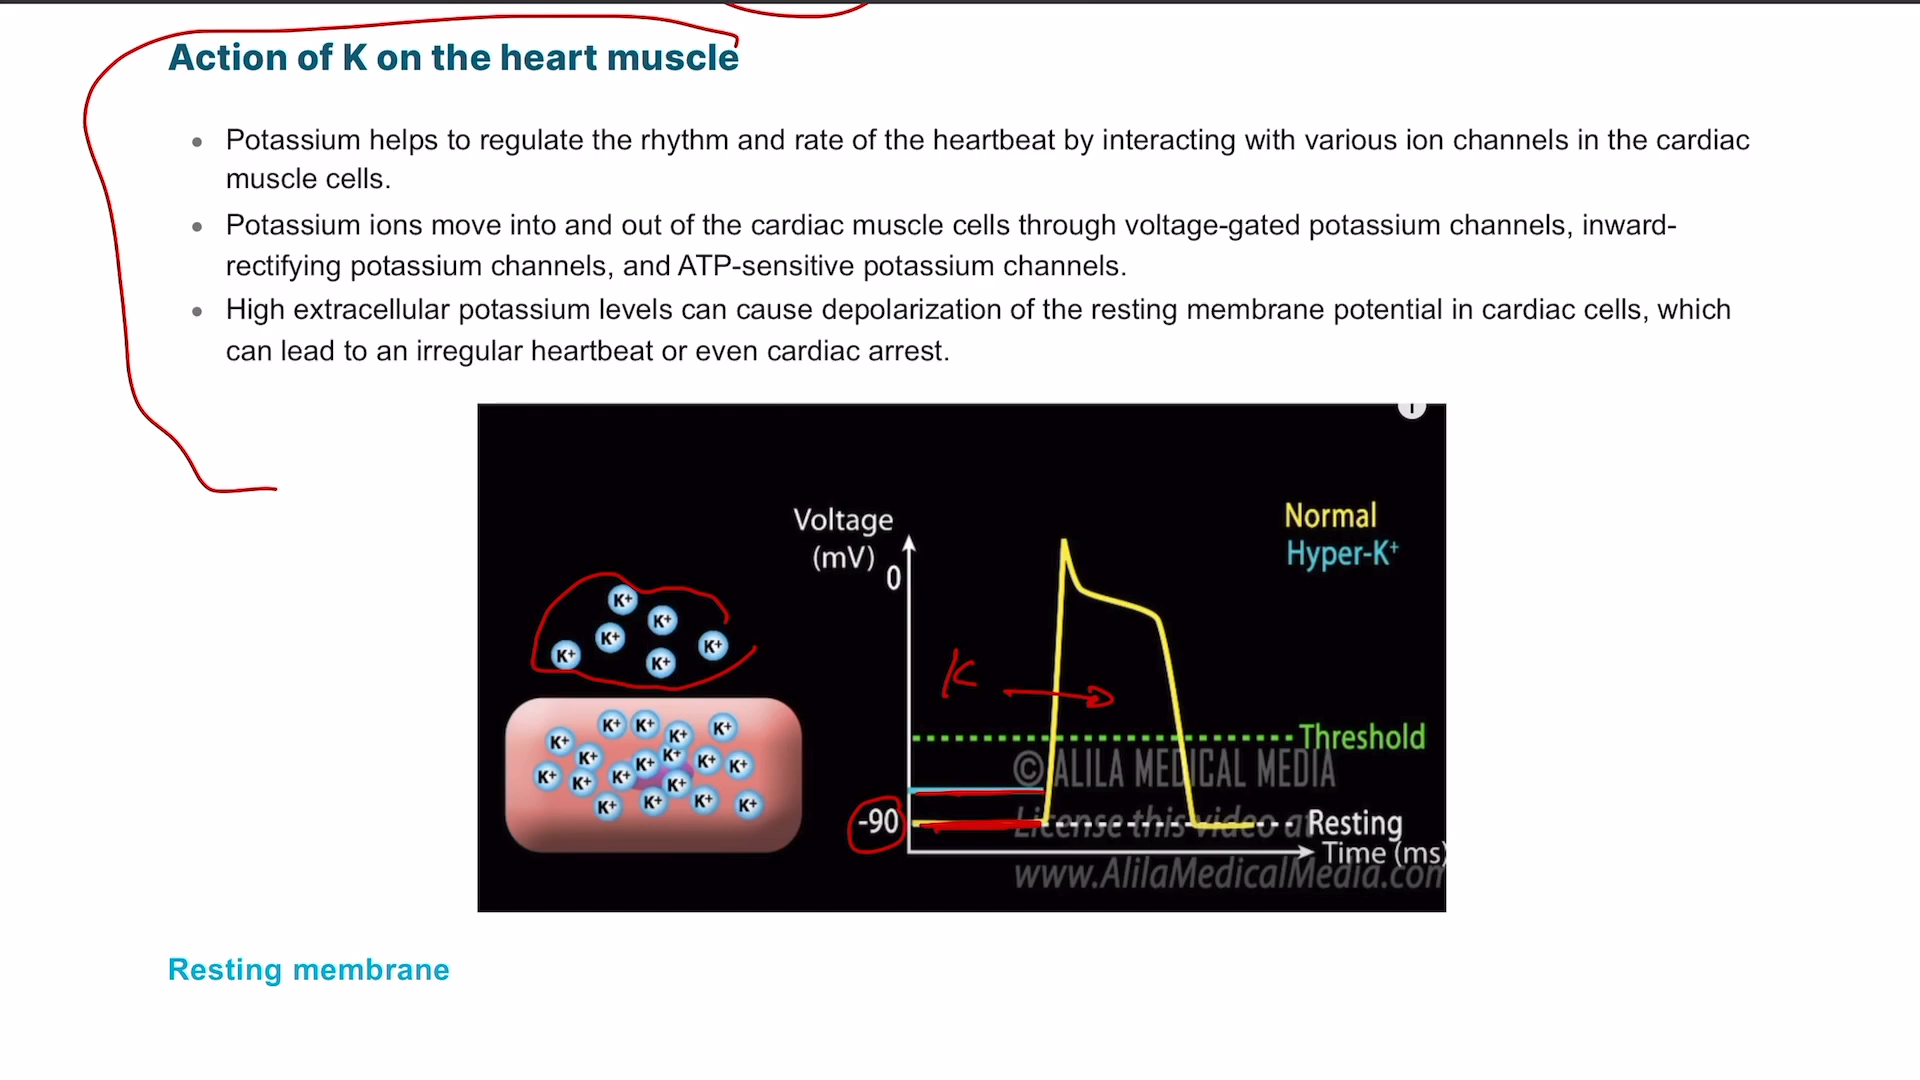 Action of K on the heart muscle
Potassium helps to regulate the rhythm and rate of the heartbeat by interacting with various ion channels in the cardiac
muscle cells.
Potassium ions move into and out of the cardiac muscle cells through voltage-gated potassium channels, inward-
rectifying potassium channels, and ATP-sensitive potassium channels.
High extracellular potassium levels can cause depolarization of the resting membrane potential in cardiac cells, which
can lead to an irregular heartbeat or even cardiac arrest.
Voltage
(mV)
0
Normal
Hyper-K⁺
K⁺
K⁺
K⁺
K⁺
K⁺
K⁺
K
Threshold
K⁺ K⁺ K⁺ K⁺
K⁺ K⁺ K⁺ K⁺ K⁺ K⁺
K⁺ K⁺ K⁺ K⁺
K⁺ K⁺ K⁺ K⁺
© ALILA MEDICAL MEDIA
-90
License this video at
Resting
Time (ms)
www.AlilaMedicalMedia.com
Resting membrane